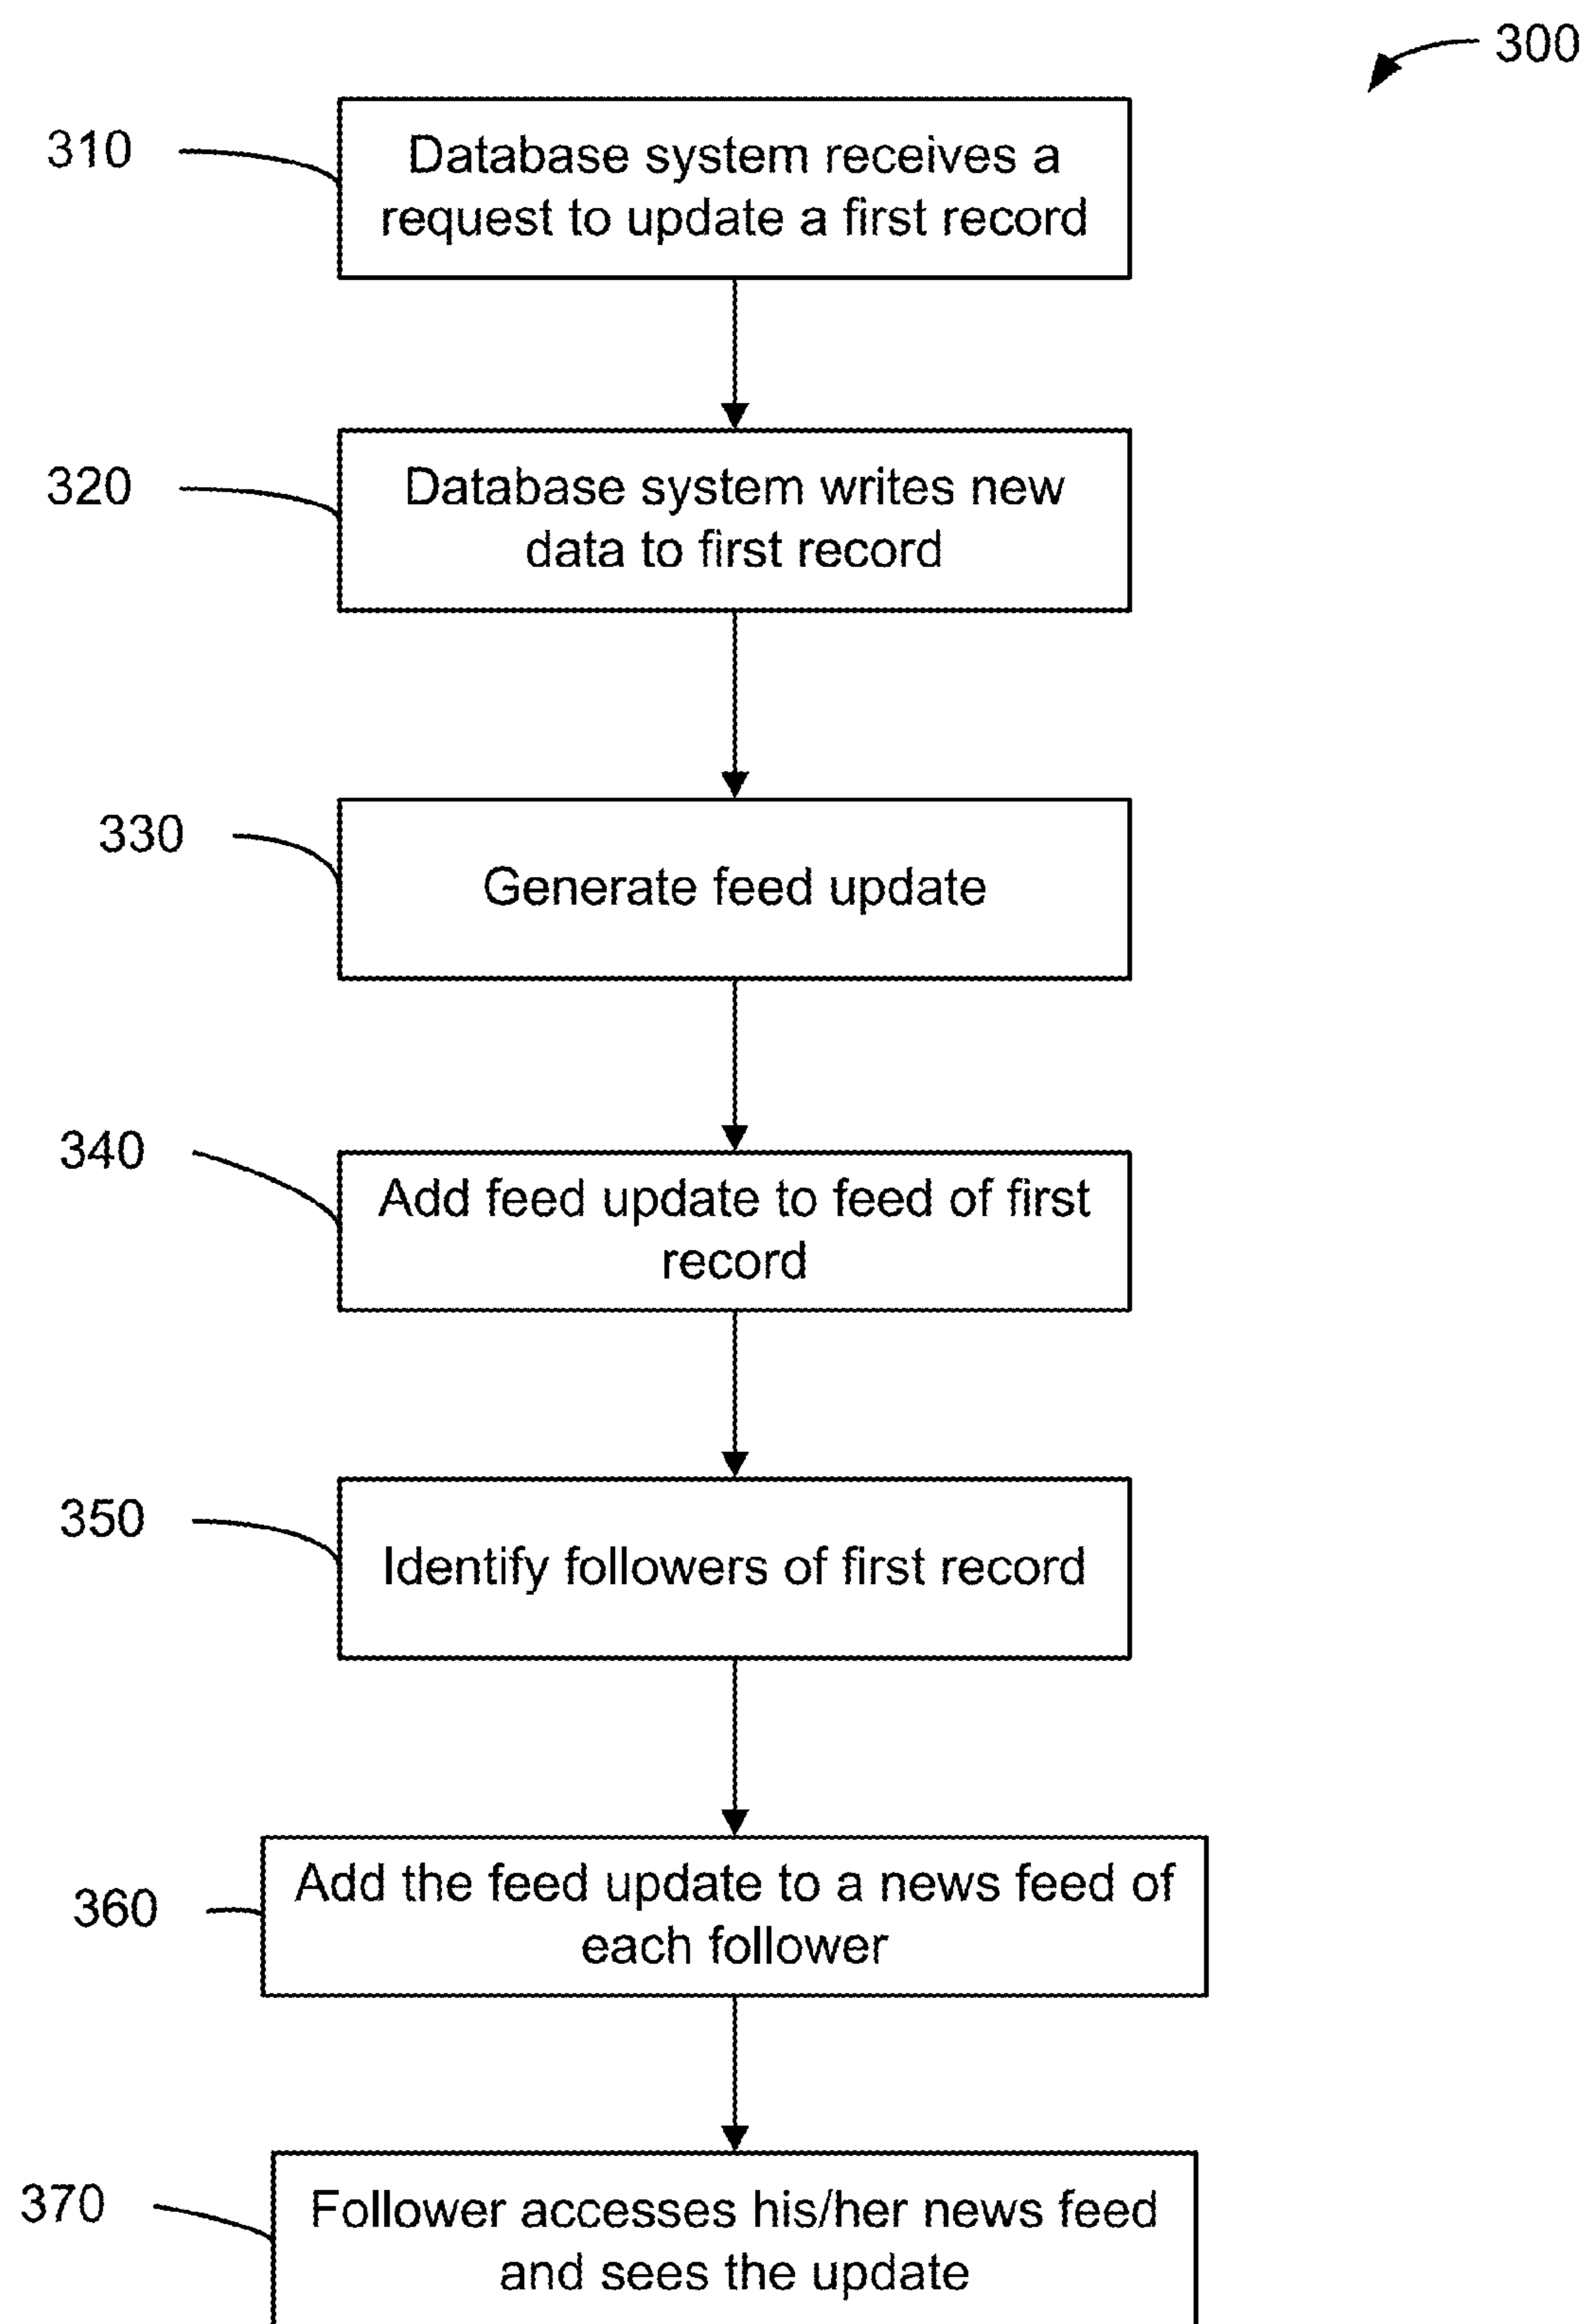 300
310
Database system receives a
request to update a first record
320
Database system writes new
data to first record
330
Generate feed update
340
Add feed update to feed of first
record
350
Identify followers of first record
360
Add the feed update to a news feed of
each follower
370
Follower accesses his/her news feed
and sees the update